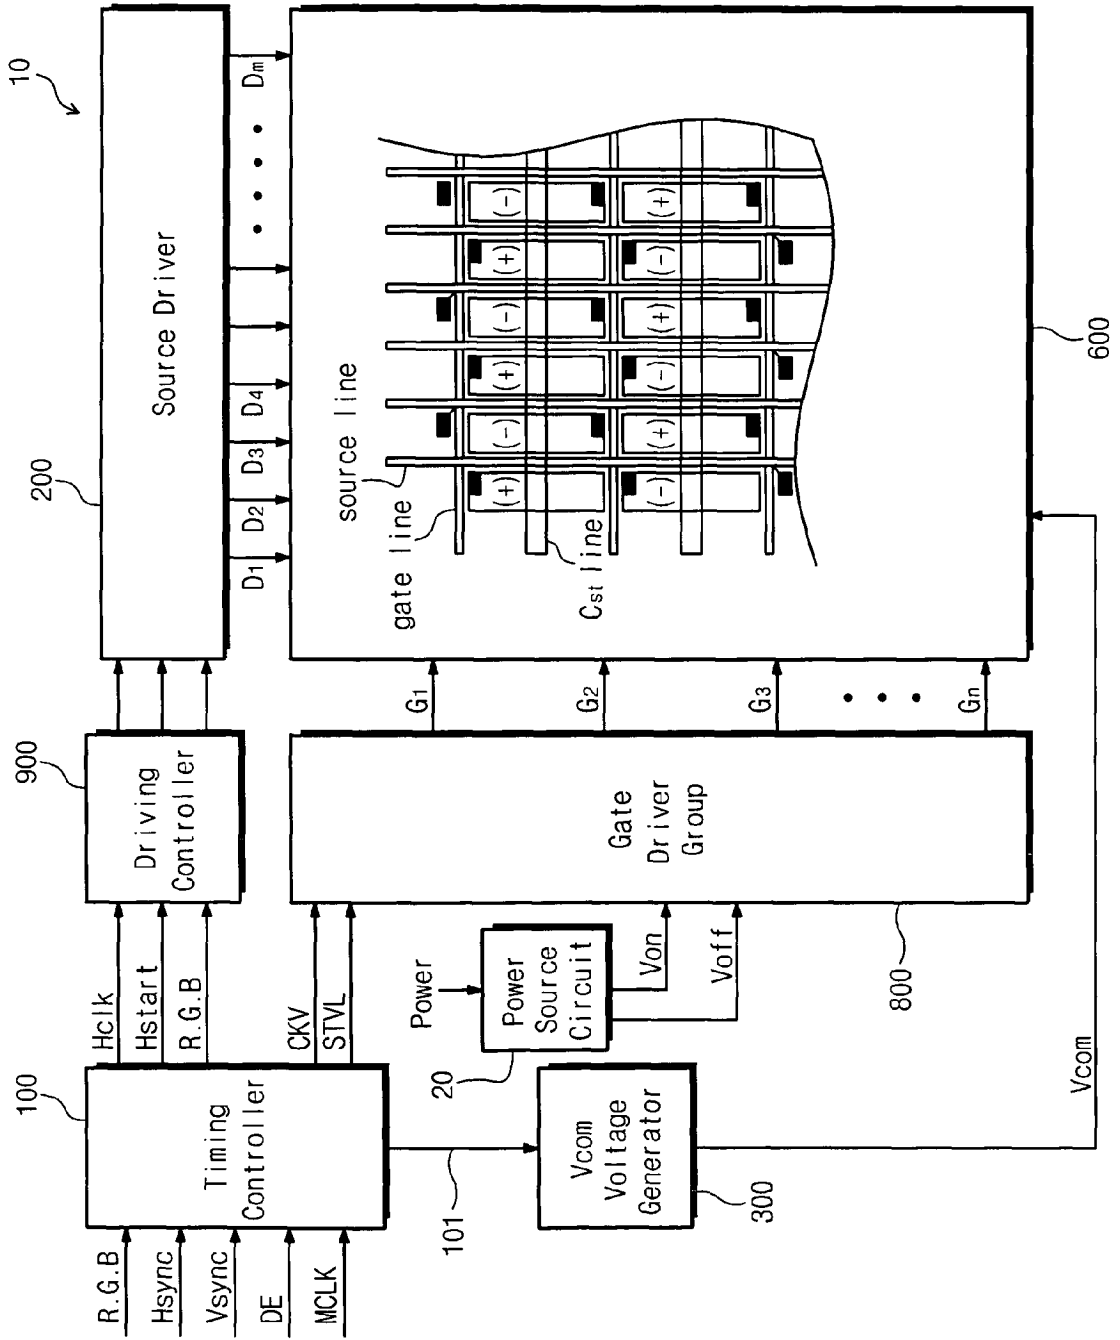 10
R.G.B
Hsync
Vsync
DE
MCLK
100
Timing
Controller
Hclk
Hstart
R.G.B
CKV
STVL
900
Driving
Controller
200
Source Driver
D1
D2
D3
D4
Dm
101
Vcom
Voltage
Generator
300
Power
20
Power
Source
Circuit
Von
Voff
Gate
Driver
Group
800
G1
G2
G3
Gn
source line
gate line
Cst line
(+) (-) (+) (-) (+) (-)
(-) (+) (-) (+) (-) (+)
600
Vcom